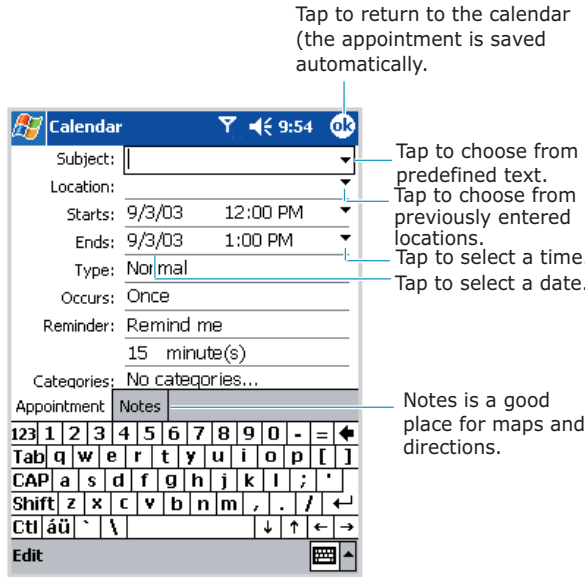 Tap to return to the calendar
(the appointment is saved
automatically.
Calendar 9:54 ok
Subject:
Tap to choose from
predefined text.
Location:
Tap to choose from
previously entered
locations.
Starts: 9/3/03 12:00 PM
Ends: 9/3/03 1:00 PM
Tap to select a time.
Type: Normal
Tap to select a date.
Occurs: Once
Reminder: Remind me
15 minute(s)
Categories: No categories...
Appointment Notes
Notes is a good
place for maps and
directions.
123 1 2 3 4 5 6 7 8 9 0 - =
Tab q w e r t y u i o p [ ]
CAP a s d f g h j k l ; '
Shift z x c v b n m , . /
Ctl áü ` \ ↓ ↑ ← →
Edit